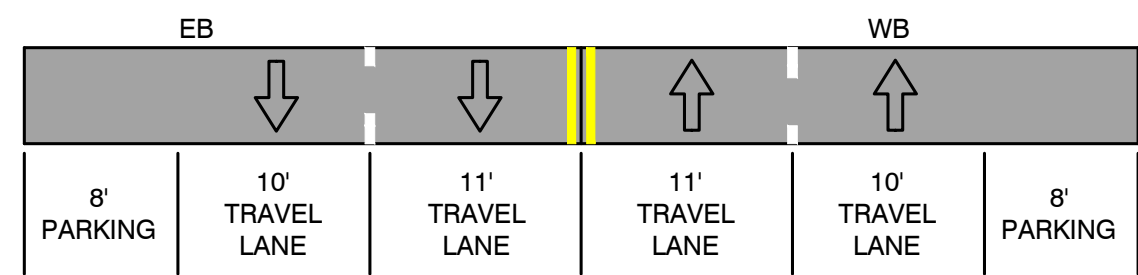 EB
WB
8'
PARKING
10'
TRAVEL
LANE
11'
TRAVEL
LANE
11'
TRAVEL
LANE
10'
TRAVEL
LANE
8'
PARKING